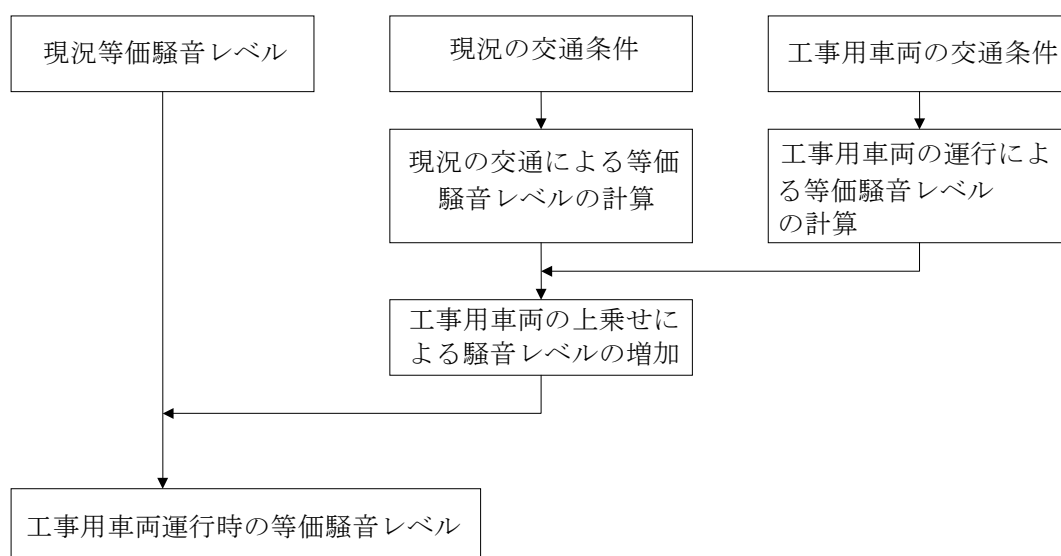 現況等価騒音レベル
現況の交通条件
工事用車両の交通条件
現況の交通による等価
騒音レベルの計算
工事用車両の運行によ
る等価騒音レベル
の計算
工事用車両の上乗せに
よる騒音レベルの増加
工事用車両運行時の等価騒音レベル